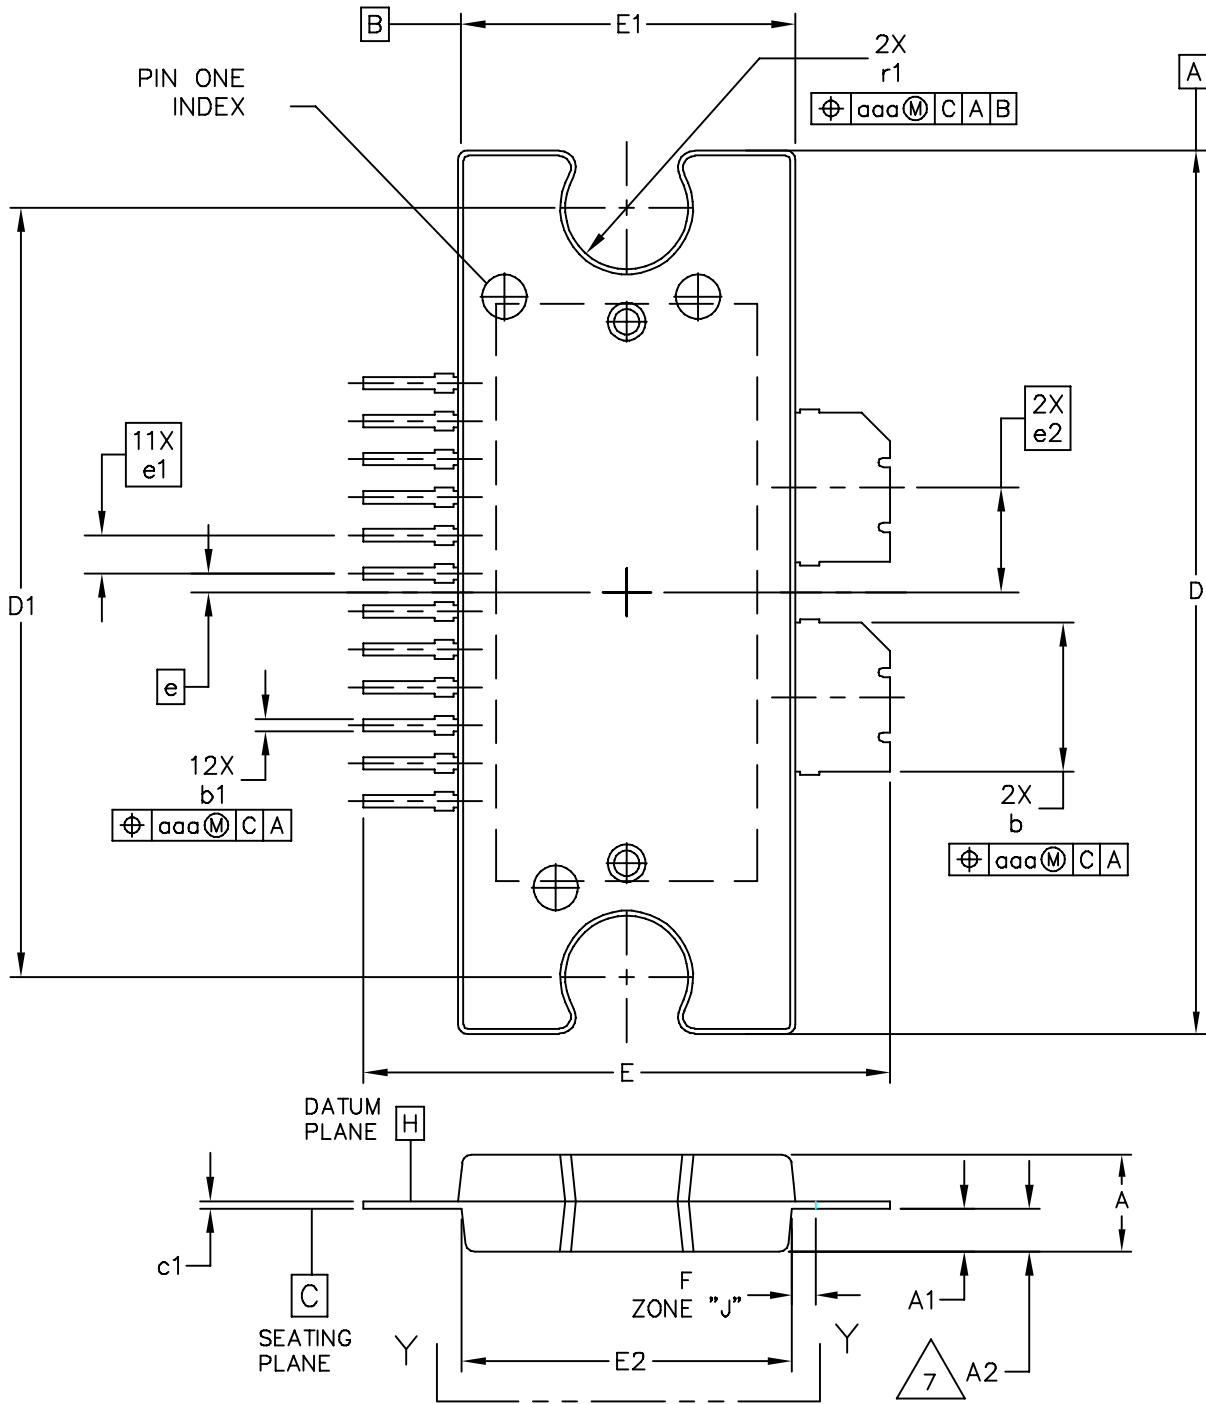 B
E1
2X
r1
⌖ aaa Ⓜ C A B
A
PIN ONE
INDEX
11X
e1
2X
e2
D1
D
e
12X
b1
⌖ aaa Ⓜ C A
2X
b
⌖ aaa Ⓜ C A
E
DATUM
PLANE
H
A
c1
C
SEATING
PLANE
F
ZONE "J"
A1
Y
E2
Y
7
A2